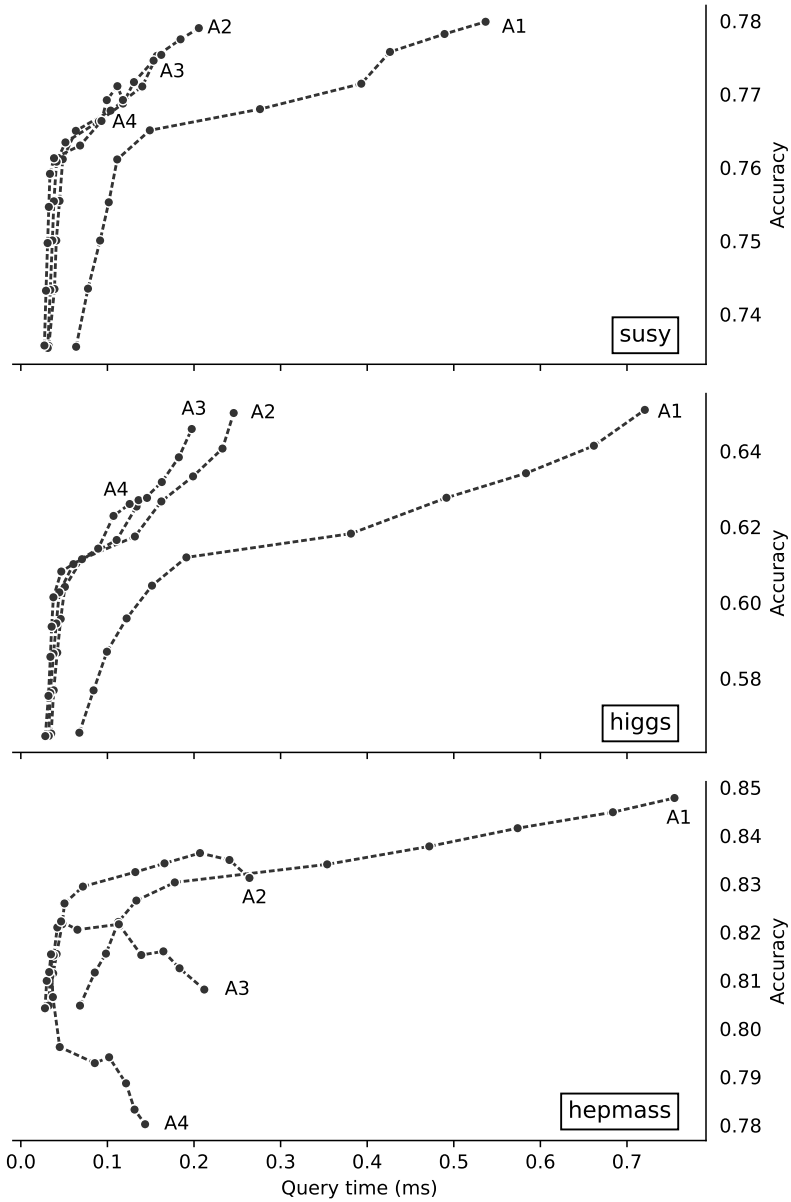 0.78
A2
A1
A3
0.77
A4
0.76
Accuracy
0.75
0.74
susy
A3
A2
A1
0.64
A4
0.62
Accuracy
0.60
0.58
higgs
0.85
A1
0.84
0.83
A2
0.82
Accuracy
0.81
A3
0.80
0.79
hepmass
A4
0.78
0.0 0.1 0.2 0.3 0.4 0.5 0.6 0.7
Query time (ms)